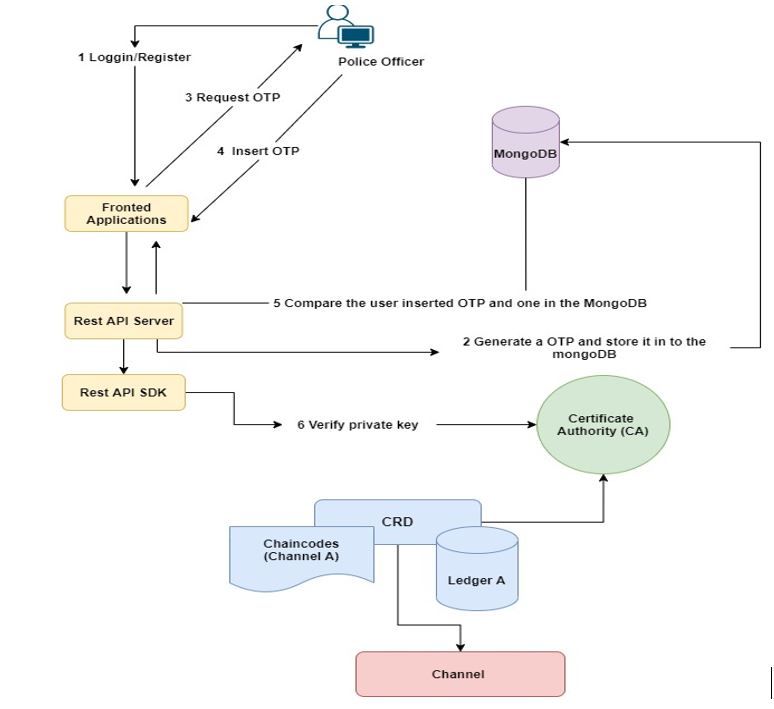 1 Loggin/Register
Police Officer
3 Request OTP
4 Insert OTP
MongoDB
Fronted
Applications
5 Compare the user inserted OTP and one in the MongoDB
Rest API Server
2 Generate a OTP and store it in to the
mongoDB
Rest API SDK
6 Verify private key
Certificate
Authority (CA)
CRD
Chaincodes
(Channel A)
Ledger A
Channel